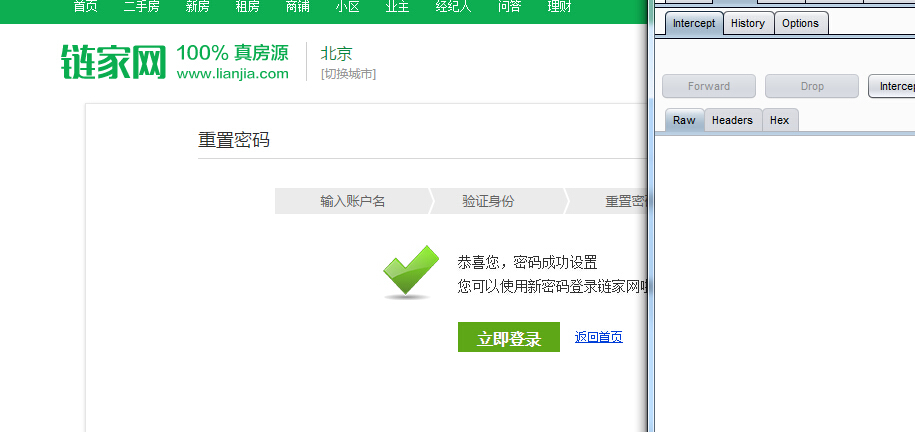 首页 二手房 新房 租房 商铺 小区 业主 经纪人 问答 理财
链家网 100% 真房源
www.lianjia.com
北京
[切换城市]
重置密码
输入账户名 验证身份 重置密
恭喜您，密码成功设置
您可以使用新密码登录链家网
立即登录 返回首页
Intercept History Options
Forward Drop Intercep
Raw Headers Hex